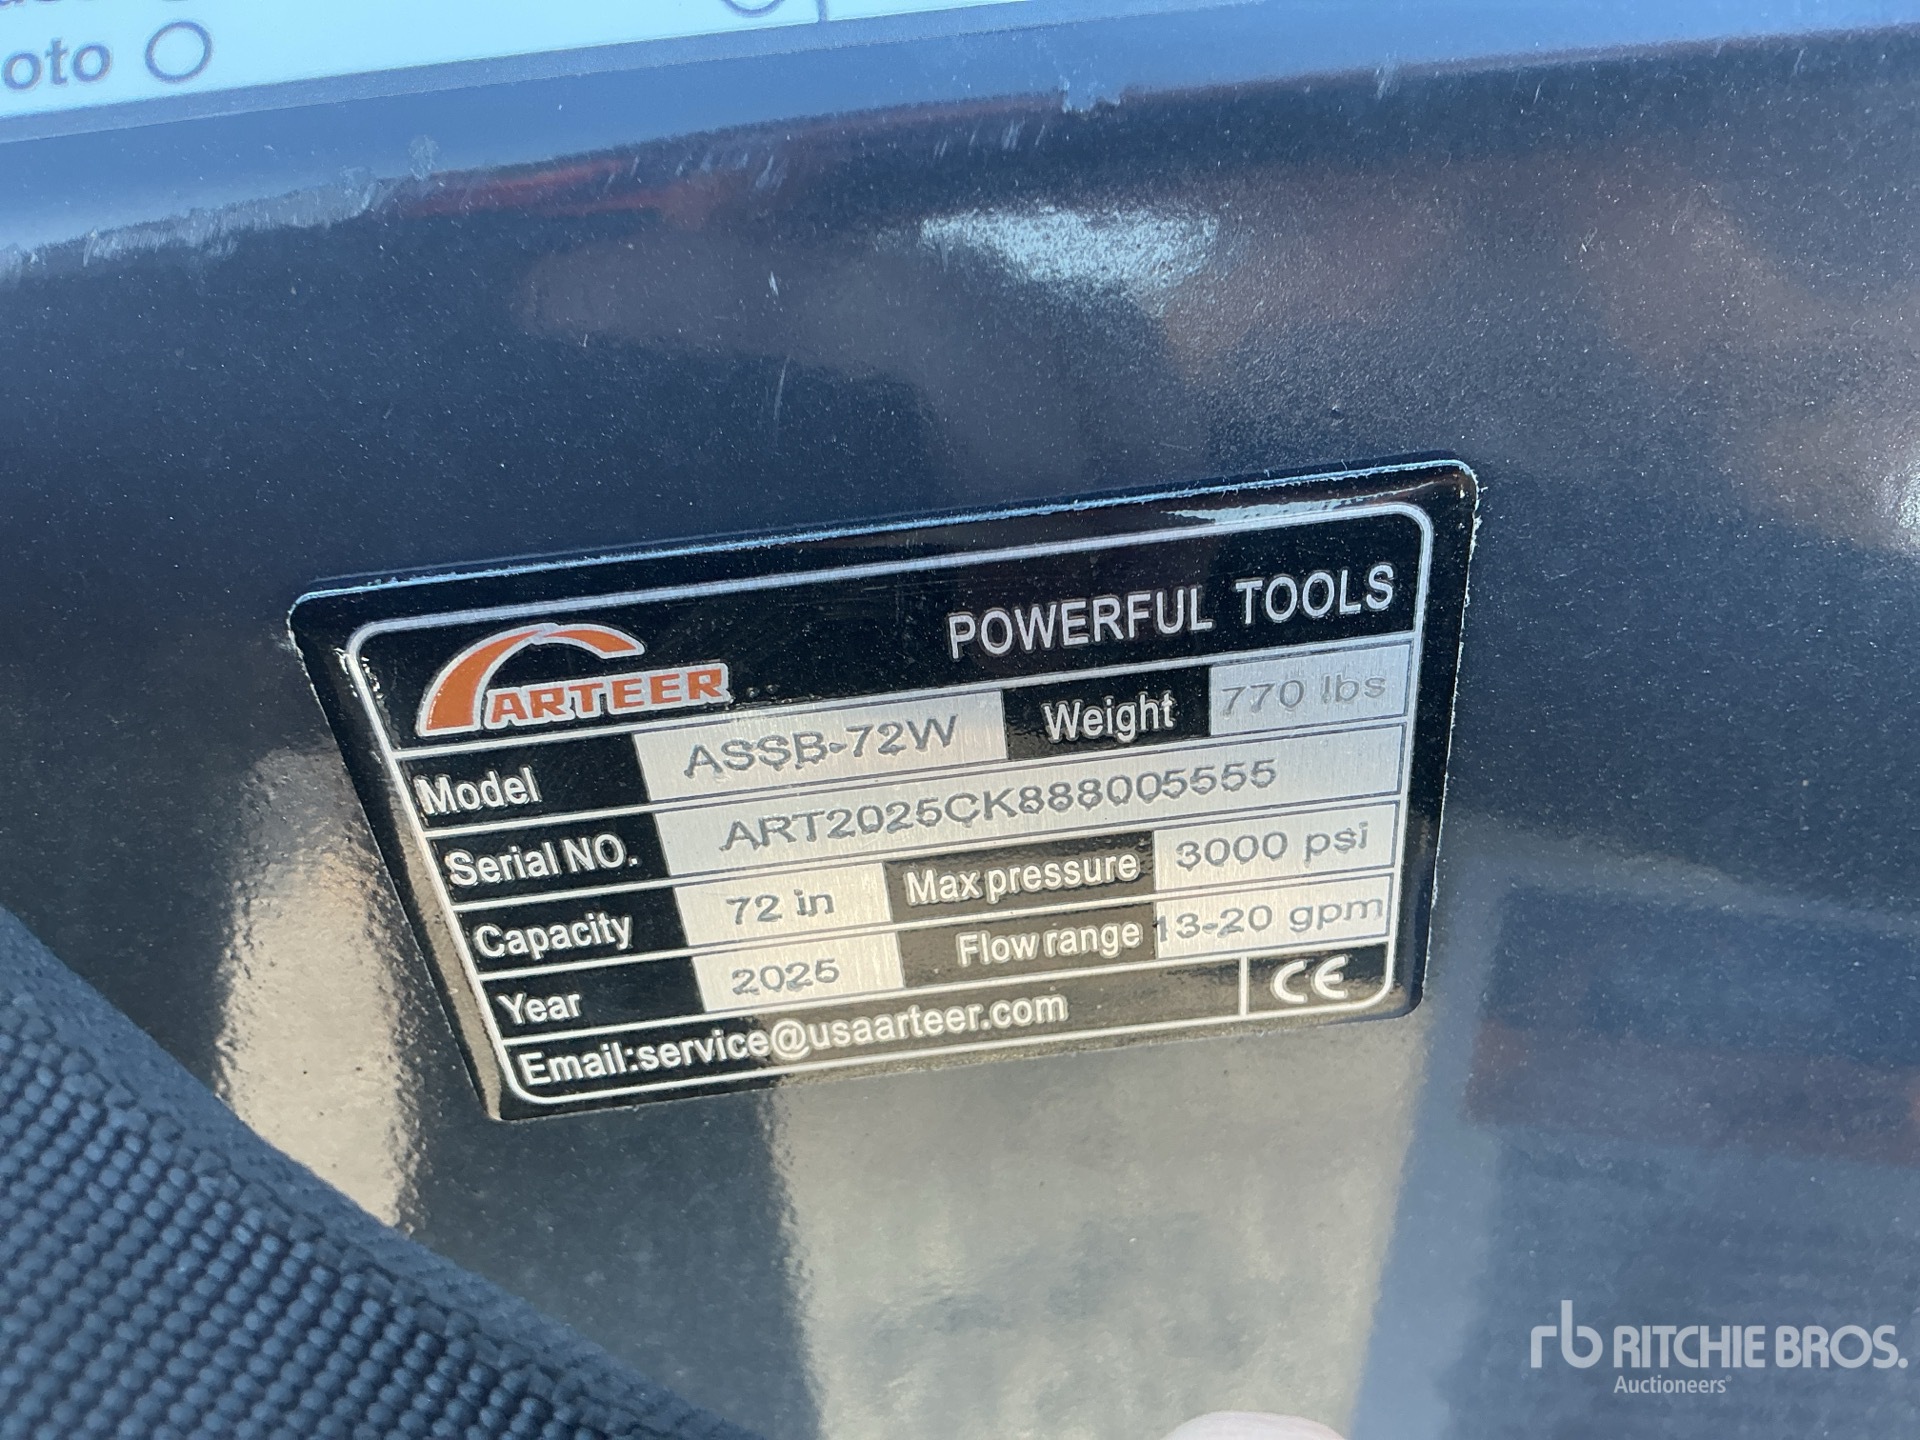 oto
ARTEER POWERFUL TOOLS
Model ASSB-72W Weight 770 lbs
Serial NO. ART2025CK888005555
Capacity 72 in Max pressure 3000 psi
Year 2025 Flow range 13-20 gpm
Email:service@usaarteer.com CE
rb RITCHIE BROS.
Auctioneers